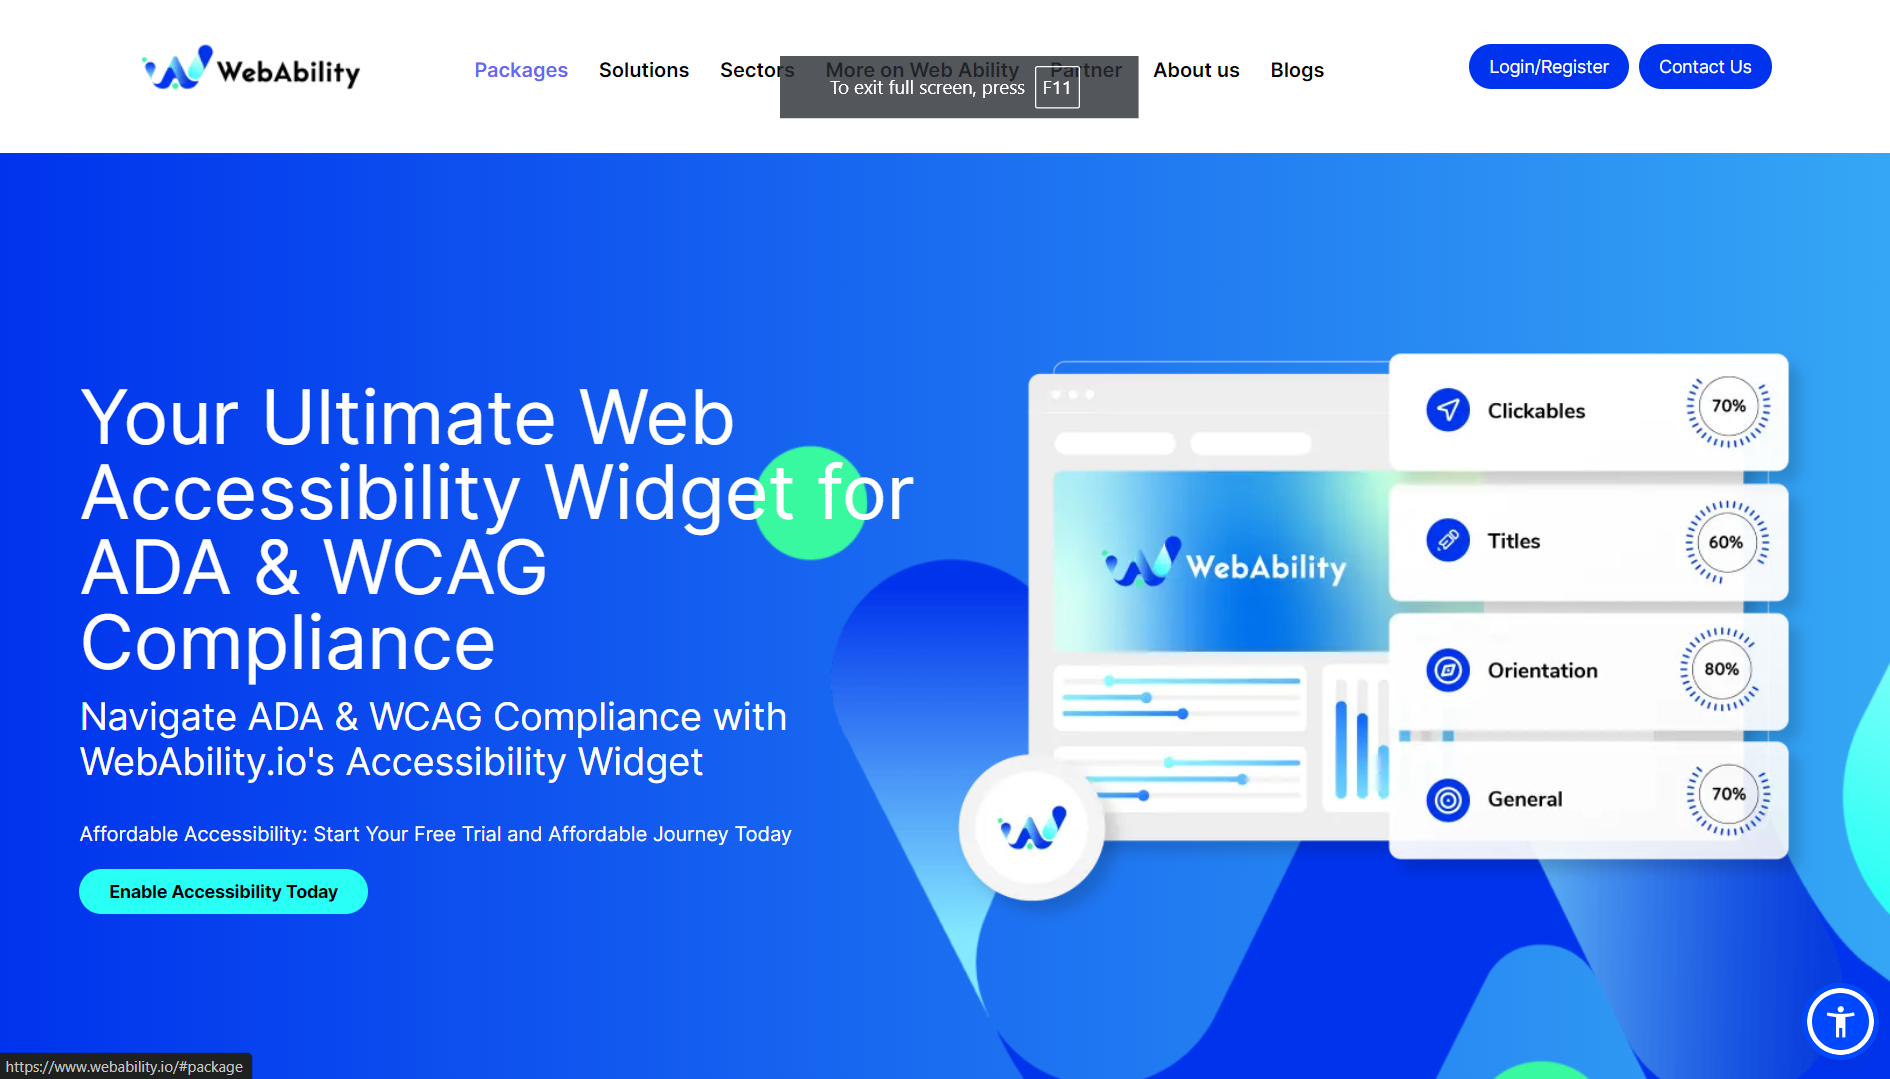 WebAbility
Packages Solutions Sectors More on Web Ability Partner About us Blogs
Login/Register Contact Us
To exit full screen, press F11
Your Ultimate Web
Accessibility Widget for
ADA & WCAG
Compliance
Navigate ADA & WCAG Compliance with
WebAbility.io's Accessibility Widget
Affordable Accessibility: Start Your Free Trial and Affordable Journey Today
Enable Accessibility Today
WebAbility
Clickables 70%
Titles 60%
Orientation 80%
General 70%
https://www.webability.io/#package